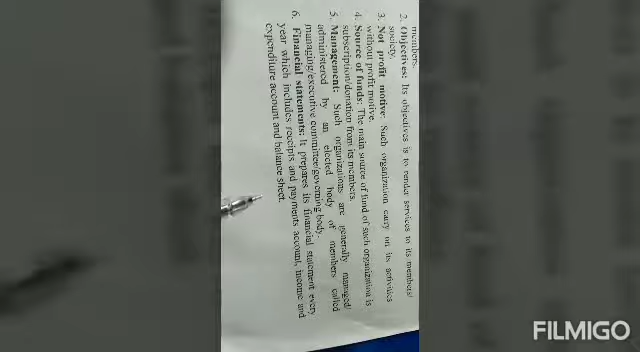 members.
2. Objectives: Its objectives is to render services to its members/
society.
3. Not profit motive: Such organization carry on its activities
without profit motive.
4. Source of funds: The main source of fund of such organization is
subscription/donation from its members.
5. Management: Such organizations are generally managed/
administered by an elected body of members called
managing/executive committee/governing body.
6. Financial statements: It prepares its financial statement every
year which includes receipts and payments account, income and
expenditure account and balance sheet.
FILMIGO